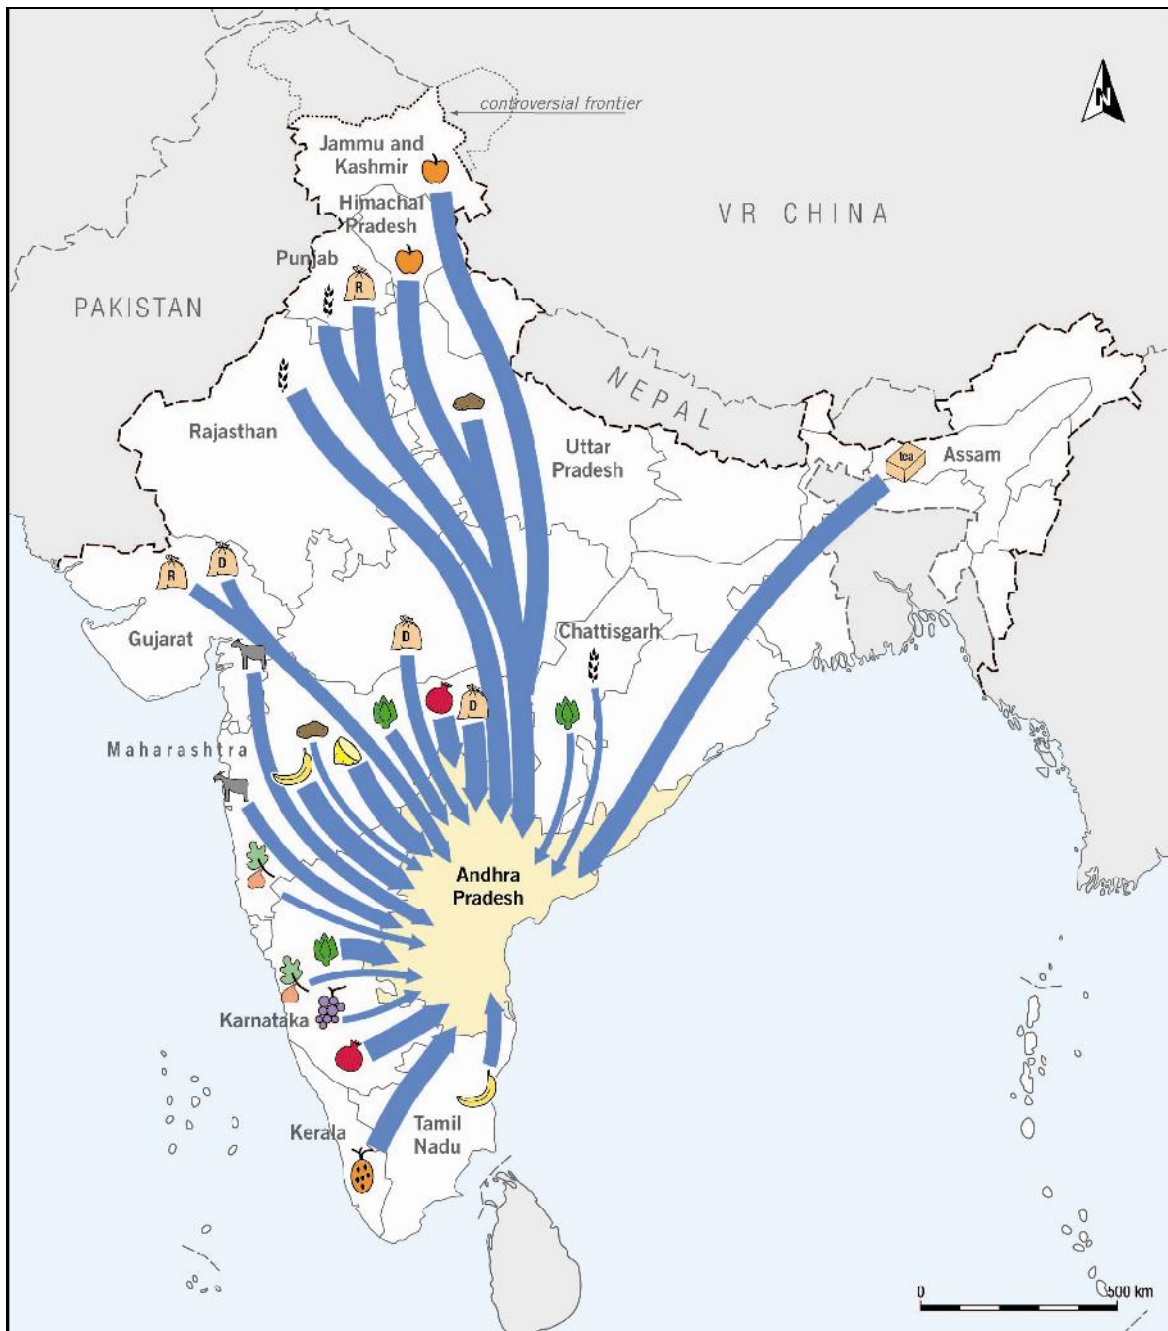 controversial frontier
Jammu and
Kashmir
N
Himachal
Pradesh
VR CHINA
Punjab
R
PAKISTAN
NEPAL
Rajasthan
Uttar
Pradesh
tea
Assam
R
D
Gujarat
D
Chattisgarh
D
Maharashtra
Andhra
Pradesh
Karnataka
Kerala
Tamil
Nadu
0
500 km